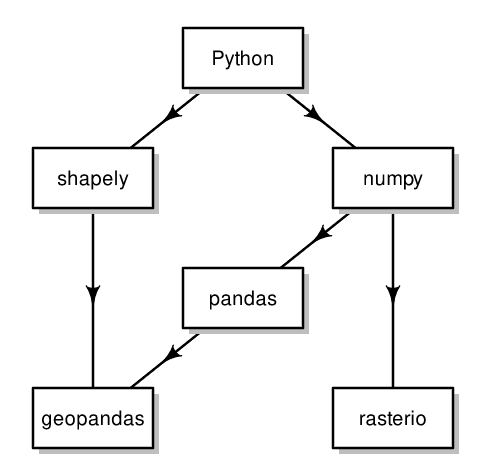 Python
shapely
numpy
pandas
geopandas
rasterio